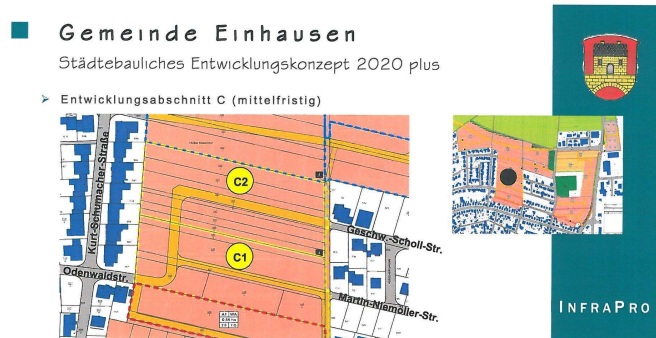 Gemeinde Einhausen
Städtebauliches Entwicklungskonzept 2020 plus
Entwicklungsabschnitt C (mittelfristig)
Kurt-Schumacher-Straße
C2
Geschw.-Scholl-Str.
C1
Odenwaldstr.
Martin-Niemöller-Str.
INFRAPRO